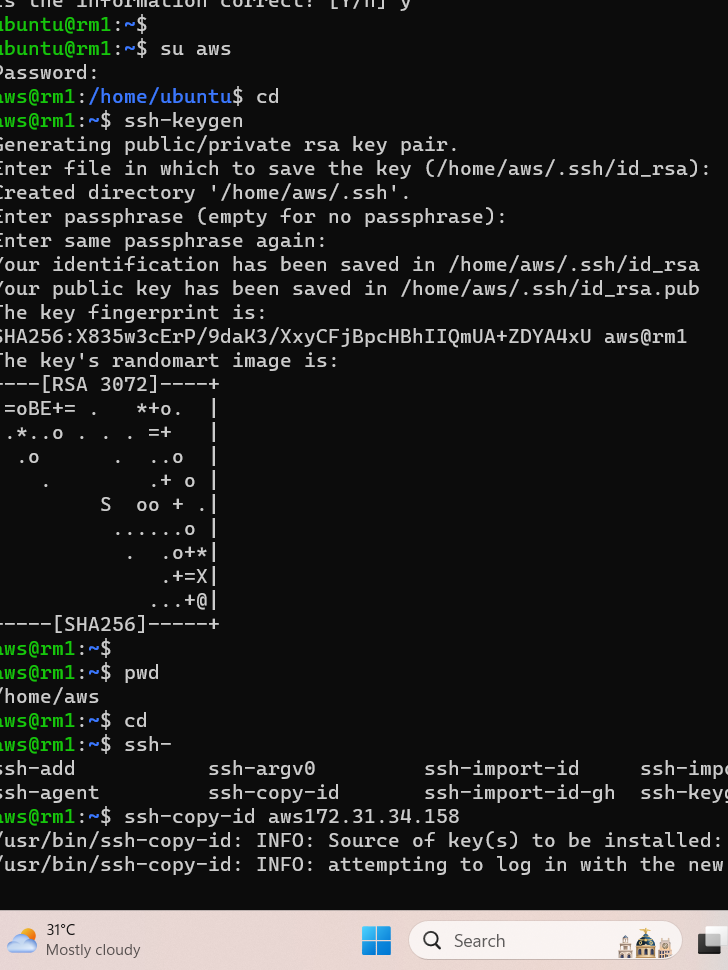 is the information correct? [Y/n] y
ubuntu@rm1:~$
ubuntu@rm1:~$ su aws
Password:
aws@rm1:/home/ubuntu$ cd
aws@rm1:~$ ssh-keygen
Generating public/private rsa key pair.
Enter file in which to save the key (/home/aws/.ssh/id_rsa):
Created directory '/home/aws/.ssh'.
Enter passphrase (empty for no passphrase):
Enter same passphrase again:
Your identification has been saved in /home/aws/.ssh/id_rsa
Your public key has been saved in /home/aws/.ssh/id_rsa.pub
The key fingerprint is:
SHA256:X835w3cErP/9daK3/XxyCFjBpcHBhIIQmUA+ZDYA4xU aws@rm1
The key's randomart image is:
----[RSA 3072]----+
=oBE+= .   *+o.  |
.*..o . . . =+   |
 .o      .  ..o  |
   .        .+ o |
        S  oo + .|
         ......o |
          .  .o+*|
             .+=X|
            ...+@|
-----[SHA256]-----+
aws@rm1:~$
aws@rm1:~$ pwd
/home/aws
aws@rm1:~$ cd
aws@rm1:~$ ssh-
ssh-add ssh-argv0 ssh-import-id ssh-impo
ssh-agent ssh-copy-id ssh-import-id-gh ssh-keyg
aws@rm1:~$ ssh-copy-id aws172.31.34.158
/usr/bin/ssh-copy-id: INFO: Source of key(s) to be installed:
/usr/bin/ssh-copy-id: INFO: attempting to log in with the new
31°C
Mostly cloudy
Search